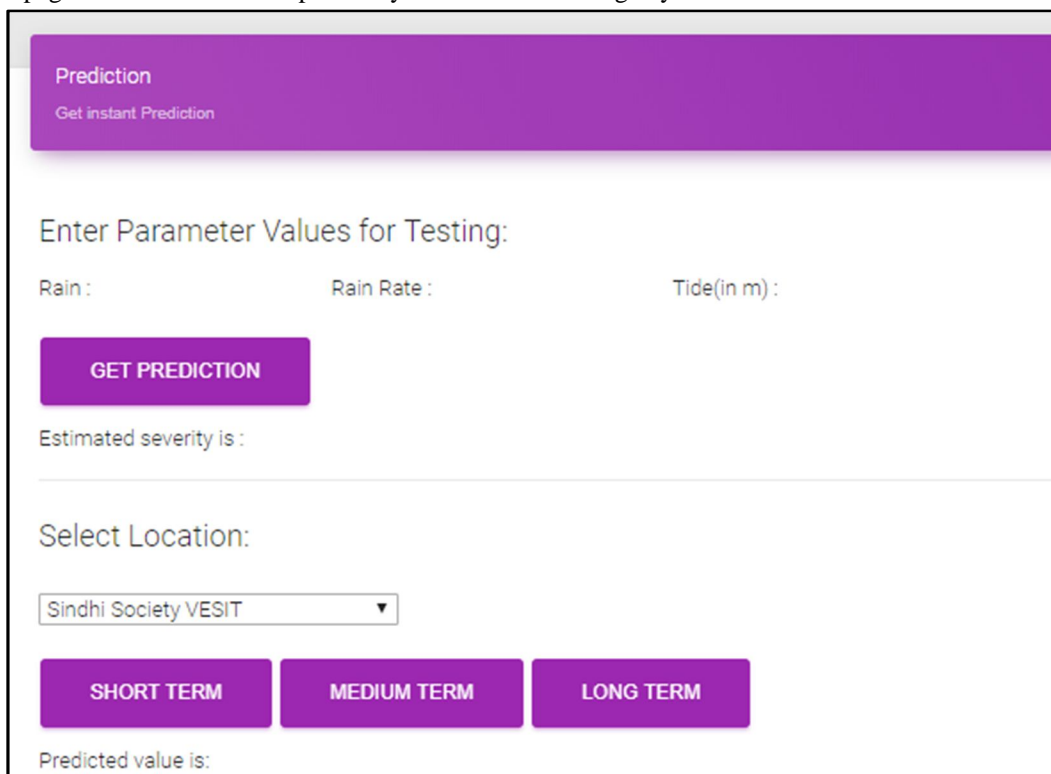 Prediction
Get instant Prediction
Enter Parameter Values for Testing:
Rain : Rain Rate : Tide(in m) :
GET PREDICTION
Estimated severity is :
Select Location:
Sindhi Society VESIT
SHORT TERM MEDIUM TERM LONG TERM
Predicted value is: